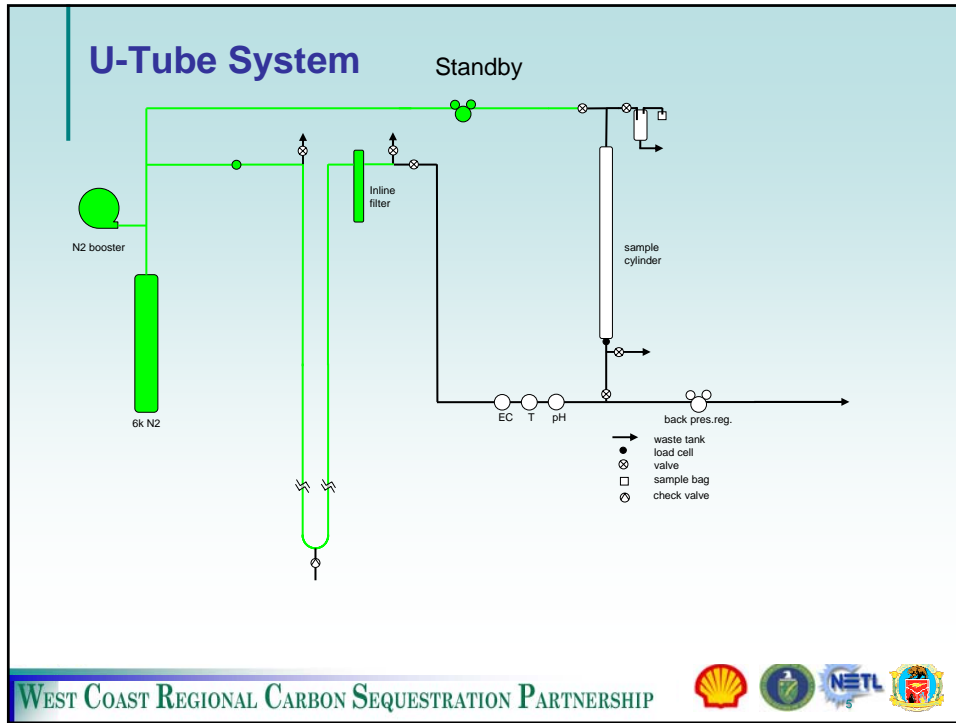 U-Tube System
Standby
Inline
filter
N2 booster
sample
cylinder
6k N2
EC T pH
back pres.reg.
waste tank
load cell
valve
sample bag
check valve
WEST COAST REGIONAL CARBON SEQUESTRATION PARTNERSHIP
NETL
5